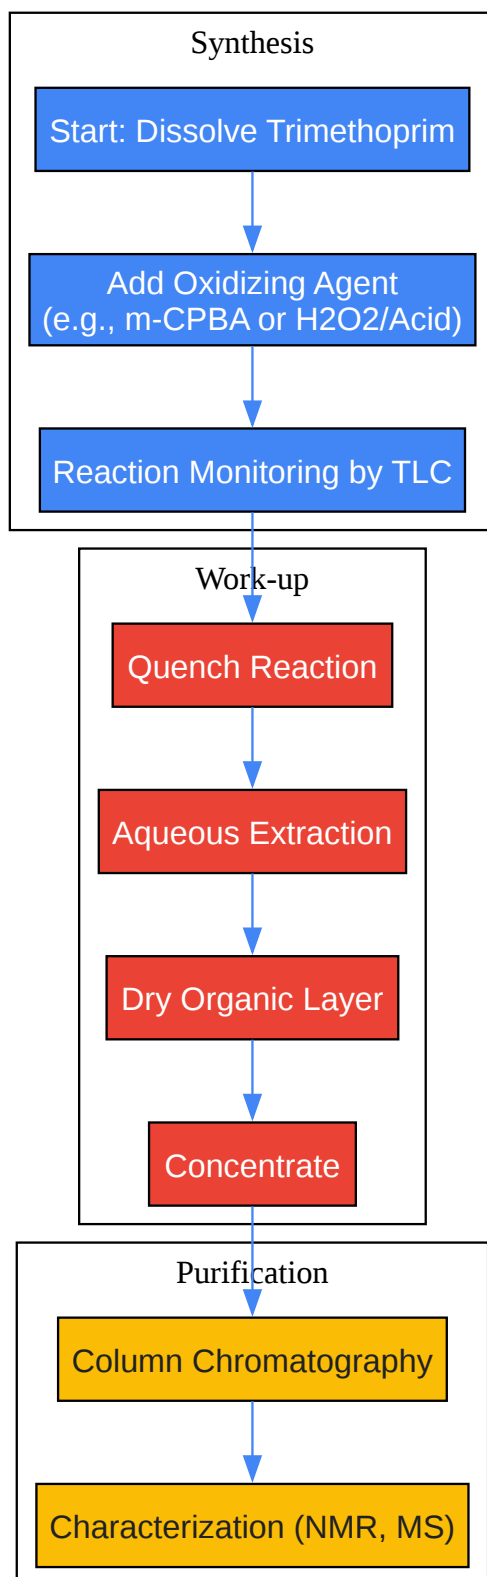 Synthesis
Start: Dissolve Trimethoprim
Add Oxidizing Agent
(e.g., m-CPBA or H2O2/Acid)
Reaction Monitoring by TLC
Work-up
Quench Reaction
Aqueous Extraction
Dry Organic Layer
Concentrate
Purification
Column Chromatography
Characterization (NMR, MS)